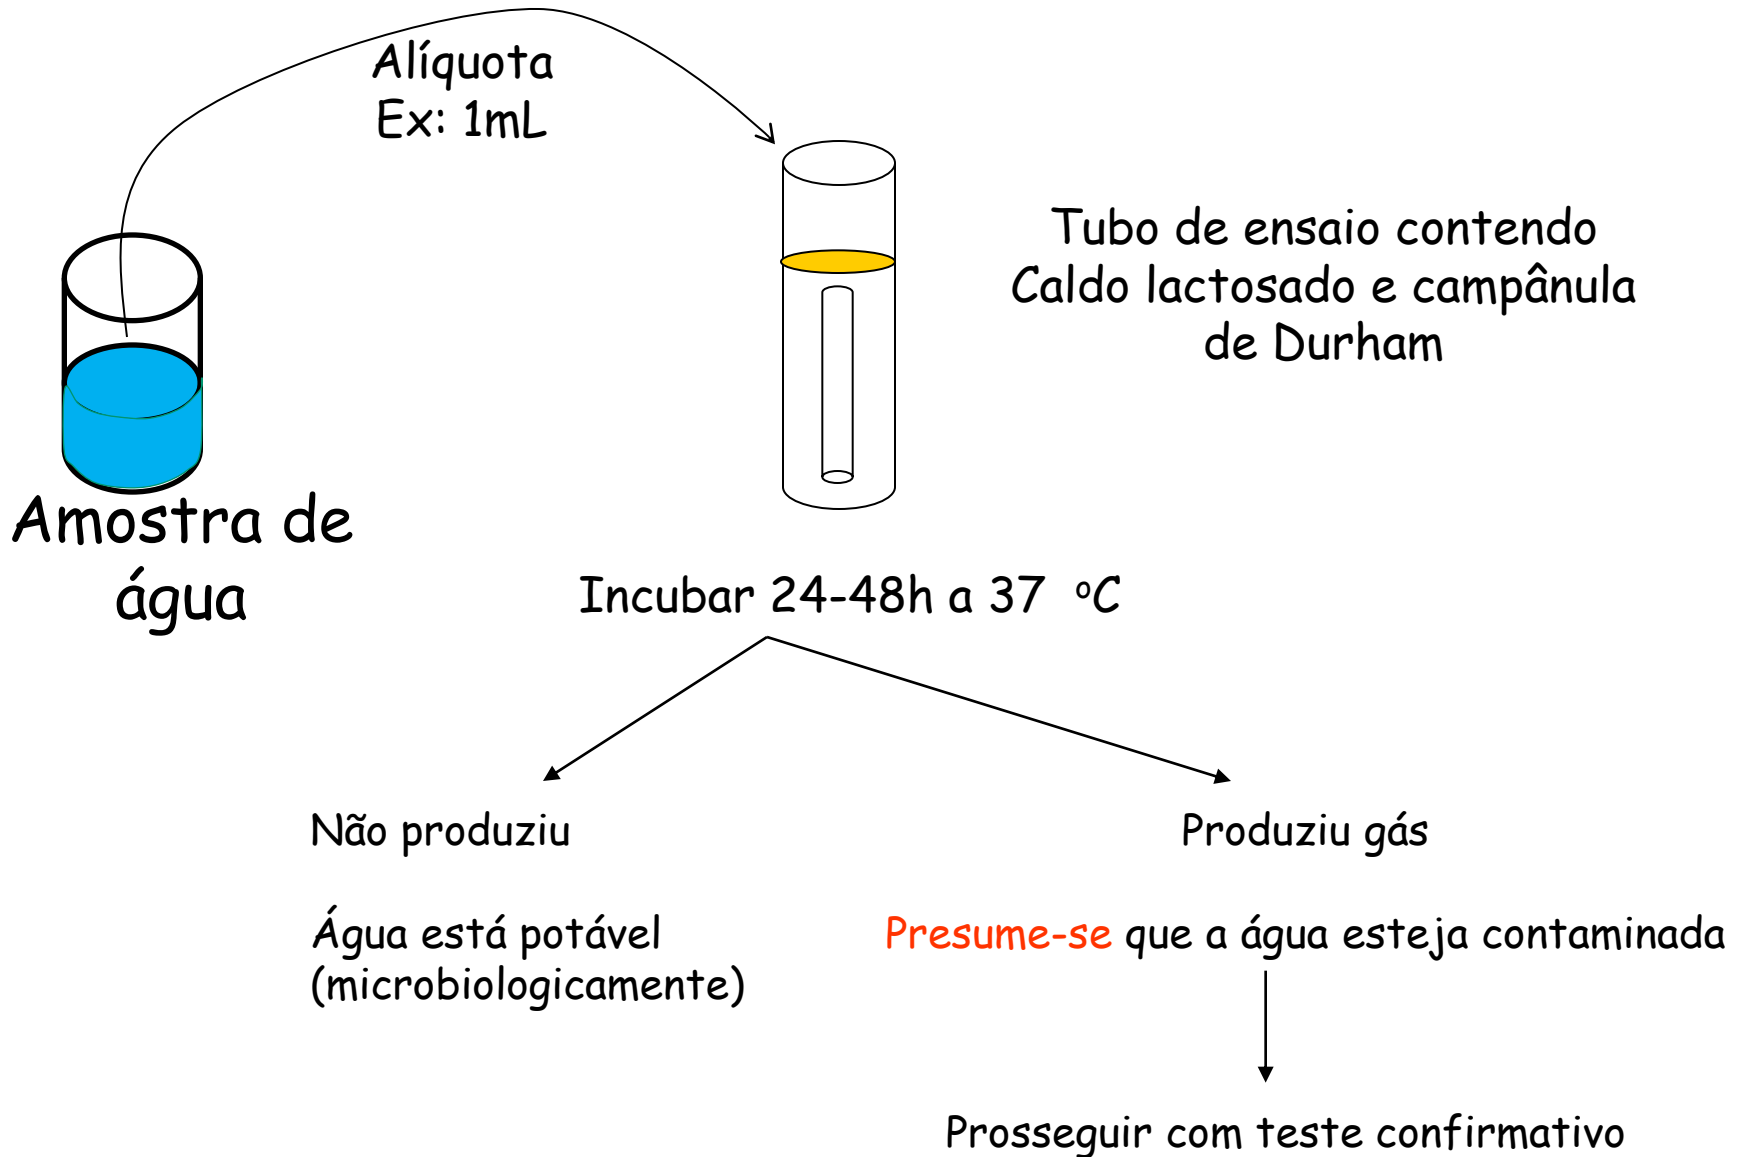 Alíquota
Ex: 1mL
Tubo de ensaio contendo
Caldo lactosado e campânula
de Durham
Amostra de
água
Incubar 24-48h a 37 ºC
Não produziu
Produziu gás
Água está potável
(microbiologicamente)
Presume-se que a água esteja contaminada
Prosseguir com teste confirmativo